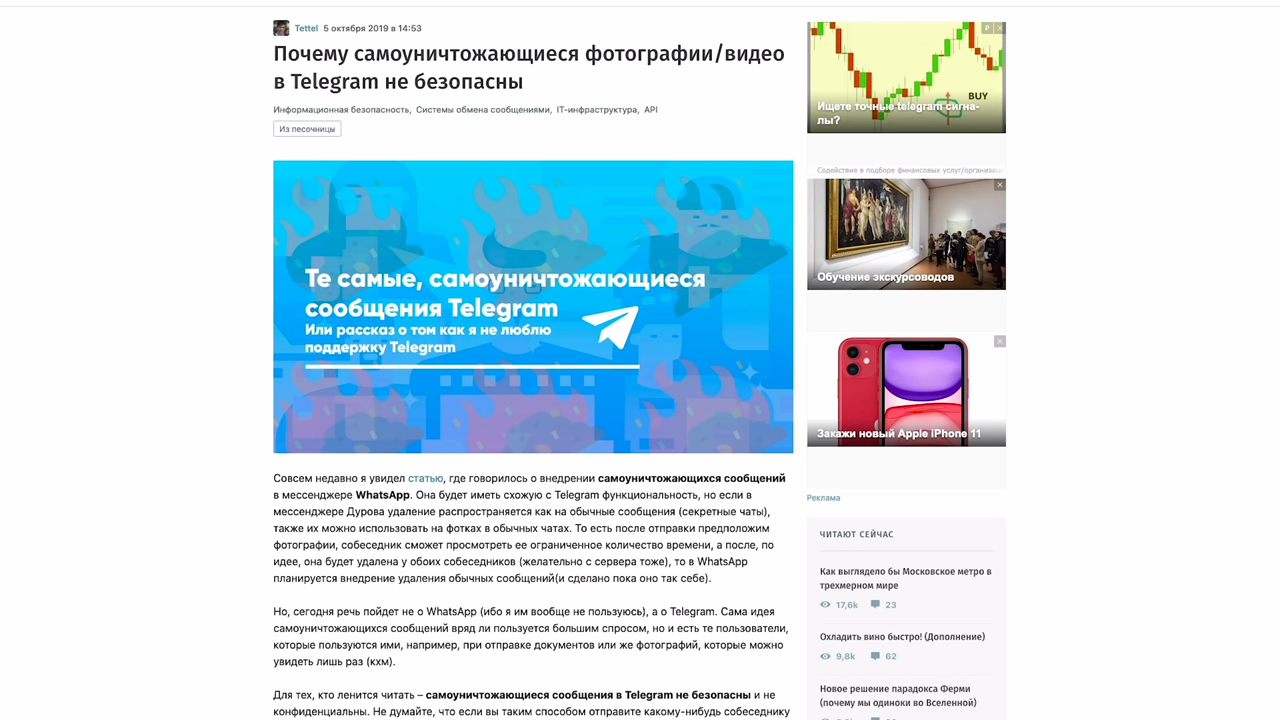 Tettel 5 октября 2019 в 14:53
Почему самоуничтожающиеся фотографии/видео
в Telegram не безопасны
Информационная безопасность, Системы обмена сообщениями, IT-инфраструктура, API
Из песочницы
Те самые, самоуничтожающиеся
сообщения Telegram
Или рассказ о том как я не люблю
поддержку Telegram
Совсем недавно я увидел статью, где говорилось о внедрении самоуничтожающихся сообщений
в мессенджере WhatsApp. Она будет иметь схожую с Telegram функциональность, но если в
мессенджере Дурова удаление распространяется как на обычные сообщения (секретные чаты),
также их можно использовать на фотках в обычных чатах. То есть после отправки предположим
фотографии, собеседник сможет просмотреть ее ограниченное количество времени, а после, по
идее, она будет удалена у обоих собеседников (желательно с сервера тоже), то в WhatsApp
планируется внедрение удаления обычных сообщений(и сделано пока оно так себе).
Но, сегодня речь пойдет не о WhatsApp (ибо я им вообще не пользуюсь), а о Telegram. Сама идея
самоуничтожающихся сообщений вряд ли пользуется большим спросом, но и есть те пользователи,
которые пользуются ими, например, при отправке документов или же фотографий, которые можно
увидеть лишь раз (кхм).
Для тех, кто ленится читать – самоуничтожающиеся сообщения в Telegram не безопасны и не
конфиденциальны. Не думайте, что если вы таким способом отправите какому-нибудь собеседнику
BUY
Ищете точные telegram сигна-
лы?
Содействие в подборе финансовых услуг/организац
Обучение экскурсоводов
Закажи новый Apple iPhone 11
Реклама
ЧИТАЮТ СЕЙЧАС
Как выглядело бы Московское метро в
трехмерном мире
17,6k 23
Охладить вино быстро! (Дополнение)
9,8k 62
Новое решение парадокса Ферми
(почему мы одиноки во Вселенной)